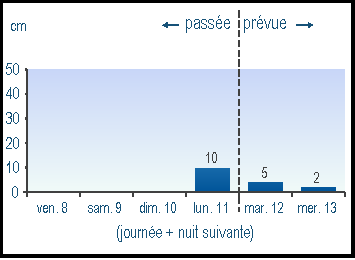 ← passée prévue →
cm
50
40
30
20
10
0
10
5
2
ven. 8 sam. 9 dim. 10 lun. 11 mar. 12 mer. 13
(journée + nuit suivante)